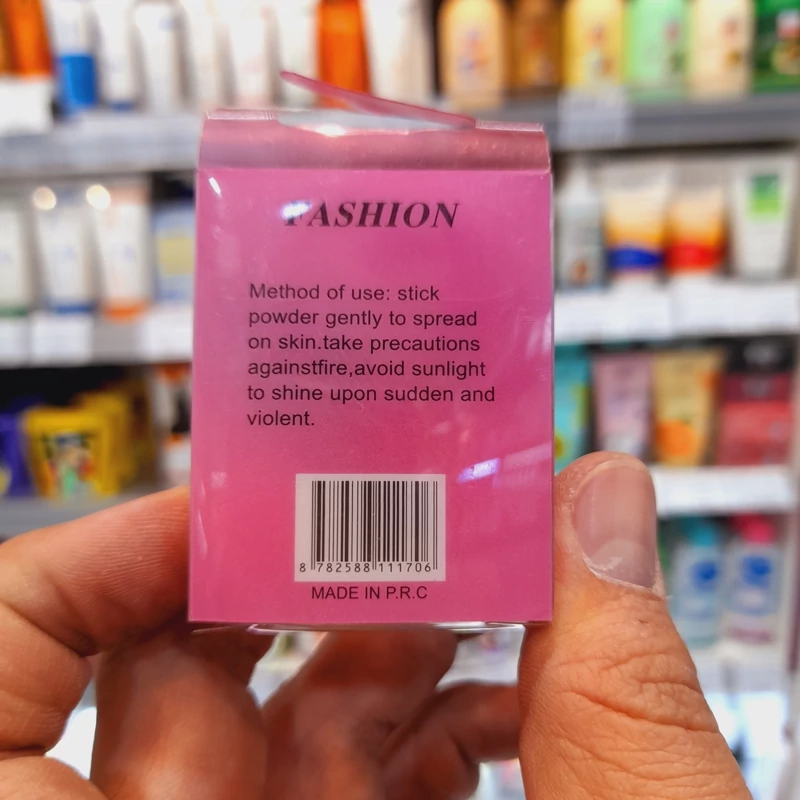 FASHION
Method of use: stick
powder gently to spread
on skin.take precautions
againstfire,avoid sunlight
to shine upon sudden and
violent.
8 782588 111706
MADE IN P.R.C